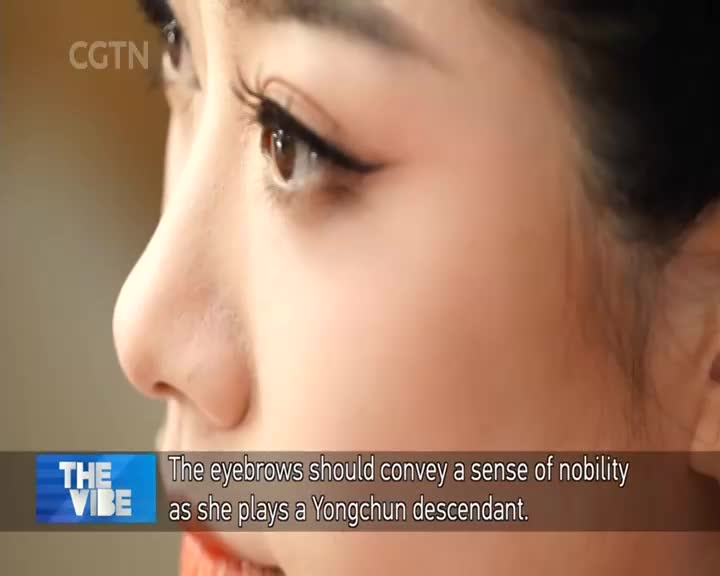 CGTN
THE
VIBE
The eyebrows should convey a sense of nobility
as she plays a Yongchun descendant.